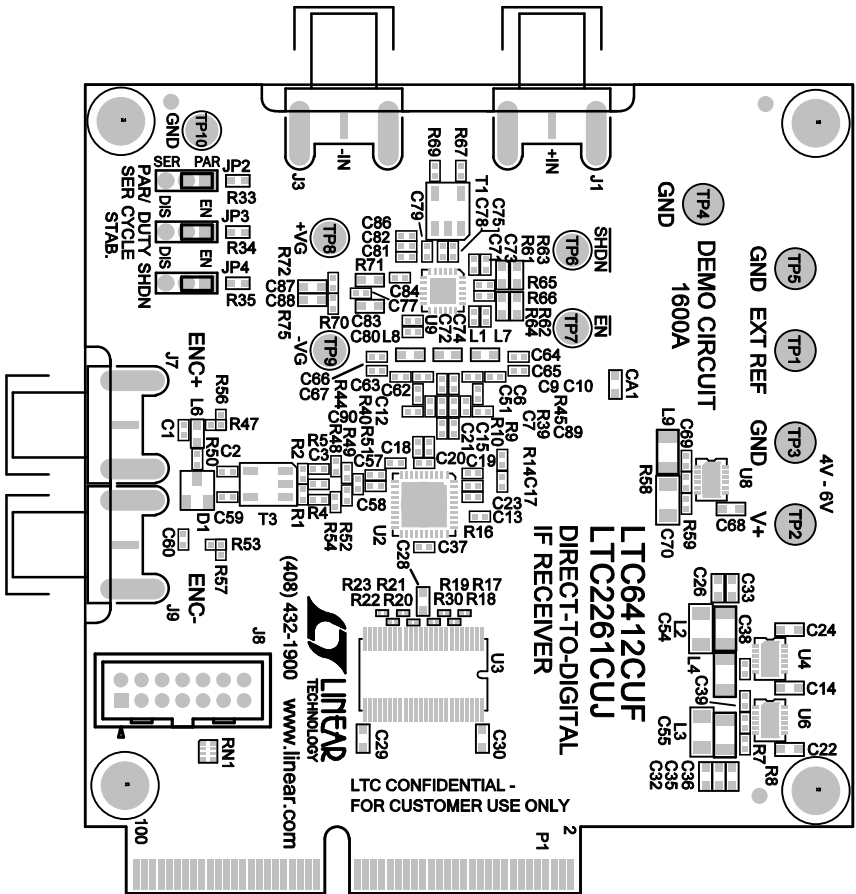 -IN
+IN
J3
J1
GND
TP10
SER
PAR
JP2
R33
PAR/
SER
DIS
EN
JP3
R34
DUTY
CYCLE
STAB.
DIS
EN
JP4
R35
SHDN
R69
R67
T1
C79
C78
C75
C86
C82
C81
C71
C73
R61
R63
SHDN
TP6
+VG
TP8
TP4
GND
TP5
GND
DEMO CIRCUIT
1600A
EXT REF
TP1
R72
C87
C88
R75
R71
C84
C77
R70
C83
C80
L8
U9
C72
C74
L1
L7
R65
R66
R64
R62
EN
TP7
-VG
TP9
C66
C67
C63
C62
C64
C65
C51
C6
C7
C9
C10
CA1
R44
C90
R40
C12
R45
R39
C89
R9
R10
C15
C21
GND
TP3
4V - 6V
V+
TP2
L9
C69
U8
R58
R59
C70
C68
J7
ENC+
C1
L6
R56
R47
R50
C2
D1
C59
T3
R2
R1
R5
C3
R4
R48
R49
R51
C57
C58
R54
R52
C18
C20
C19
R14
C17
C23
C13
R16
U2
C37
C28
C60
R53
R57
ENC-
J9
LTC6412CUF
LTC2261CUJ
DIRECT-TO-DIGITAL
IF RECEIVER
R23
R21
R22
R20
R19
R17
R30
R18
U3
C29
C30
C26
C33
L2
C54
C38
L4
C39
C24
U4
C14
U6
C22
L3
C55
R7
R8
C32
C35
C36
J8
RN1
LINEAR
TECHNOLOGY
(408) 432-1900 www.linear.com
LTC CONFIDENTIAL -
FOR CUSTOMER USE ONLY
100
P1
2